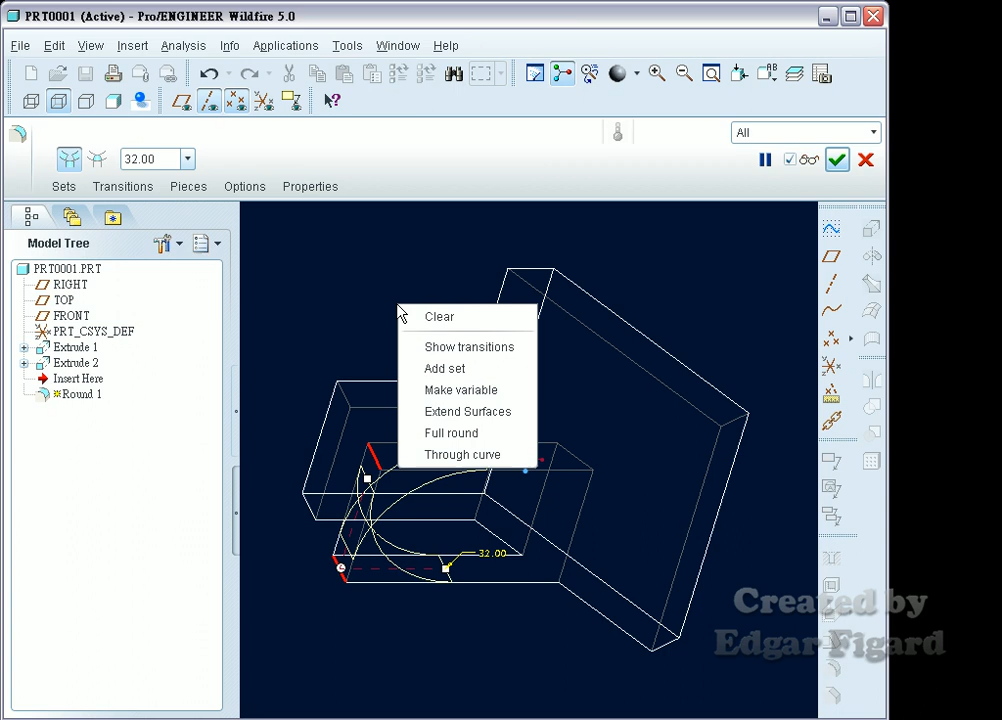 PRT0001 (Active) - Pro/ENGINEER Wildfire 5.0
File Edit View Insert Analysis Info Applications Tools Window Help
All
32.00
Sets Transitions Pieces Options Properties
Model Tree
PRT0001.PRT
RIGHT
TOP
FRONT
PRT_CSYS_DEF
Extrude 1
Extrude 2
Insert Here
Round 1
Clear
Show transitions
Add set
Make variable
Extend Surfaces
Full round
Through curve
32.00
Created by
Edgar Figard